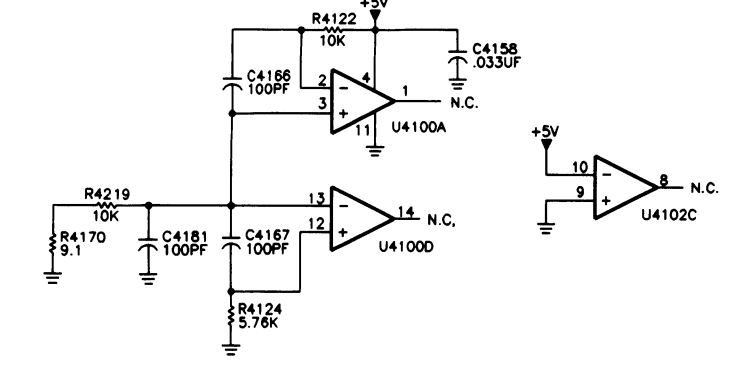 +5V
R4122
10K
C4158
.033UF
C4166
100PF
2
-
4
1
N.C.
3
+
11
U4100A
+5V
10
-
8
N.C.
9
+
U4102C
R4219
10K
13
-
14
N.C,
12
+
U4100D
R4170
9.1
C4181
100PF
C4167
100PF
R4124
5.76K